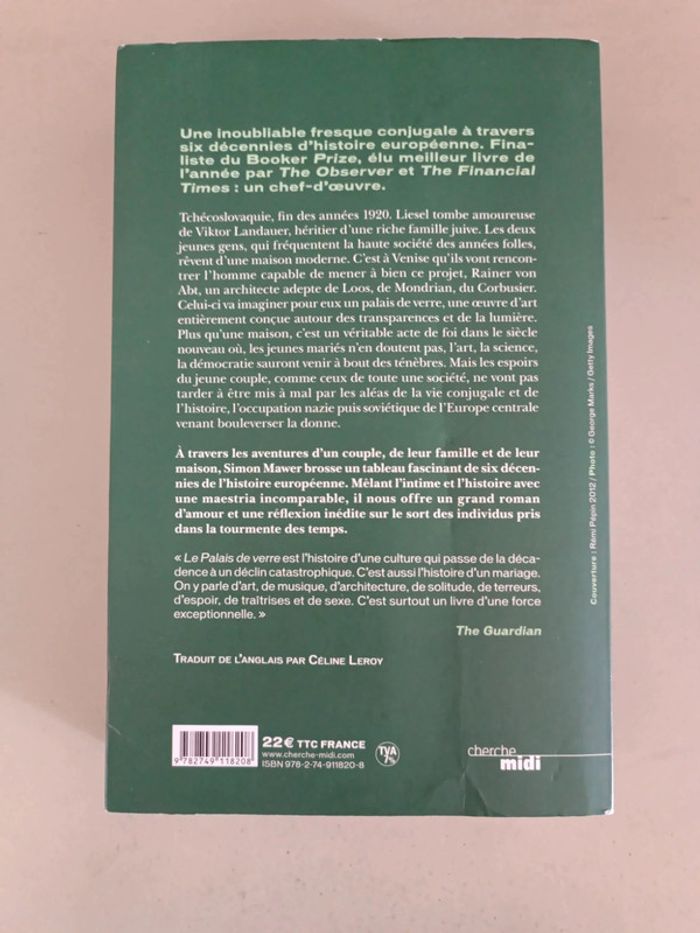 Une inoubliable fresque conjugale à travers
six décennies d'histoire européenne. Fina-
liste du Booker Prize, élu meilleur livre de
l'année par The Observer et The Financial
Times : un chef-d'œuvre.
Tchécoslovaquie, fin des années 1920. Liesel tombe amoureuse
de Viktor Landauer, héritier d'une riche famille juive. Les deux
jeunes gens, qui fréquentent la haute société des années folles,
rêvent d'une maison moderne. C'est à Venise qu'ils vont rencon-
trer l'homme capable de mener à bien ce projet, Rainer von
Abt, un architecte adepte de Loos, de Mondrian, du Corbusier.
Celui-ci va imaginer pour eux un palais de verre, une œuvre d'art
entièrement conçue autour des transparences et de la lumière.
Plus qu'une maison, c'est un véritable acte de foi dans le siècle
nouveau où, les jeunes mariés n'en doutent pas, l'art, la science,
la démocratie sauront venir à bout des ténèbres. Mais les espoirs
du jeune couple, comme ceux de toute une société, ne vont pas
tarder à être mis à mal par les aléas de la vie conjugale et de
l'histoire, l'occupation nazie puis soviétique de l'Europe centrale
venant bouleverser la donne.
À travers les aventures d'un couple, de leur famille et de leur
maison, Simon Mawer brosse un tableau fascinant de six décen-
nies de l'histoire européenne. Mêlant l'intime et l'histoire avec
une maestria incomparable, il nous offre un grand roman
d'amour et une réflexion inédite sur le sort des individus pris
dans la tourmente des temps.
« Le Palais de verre est l'histoire d'une culture qui passe de la déca-
dence à un déclin catastrophique. C'est aussi l'histoire d'un mariage.
On y parle d'art, de musique, d'architecture, de solitude, de terreurs,
d'espoir, de traîtrises et de sexe. C'est surtout un livre d'une force
exceptionnelle. »
The Guardian
TRADUIT DE L'ANGLAIS PAR CÉLINE LEROY
22 € TTC FRANCE
www.cherche-midi.com
ISBN 978-2-74-911820-8
9 782749 118208
TVA
7%
cherche
midi
Couverture : Rémi Pépin 2012 / Photo : © George Marks / Getty Images